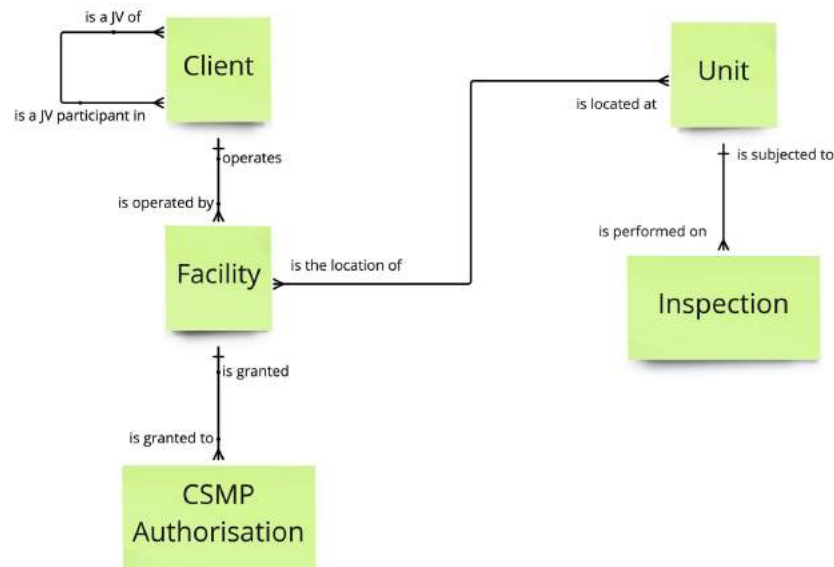 is a JV of
Client
is a JV participant in
Unit
is located at
operates
is subjected to
is operated by
is performed on
Facility
is the location of
Inspection
is granted
is granted to
CSMP
Authorisation